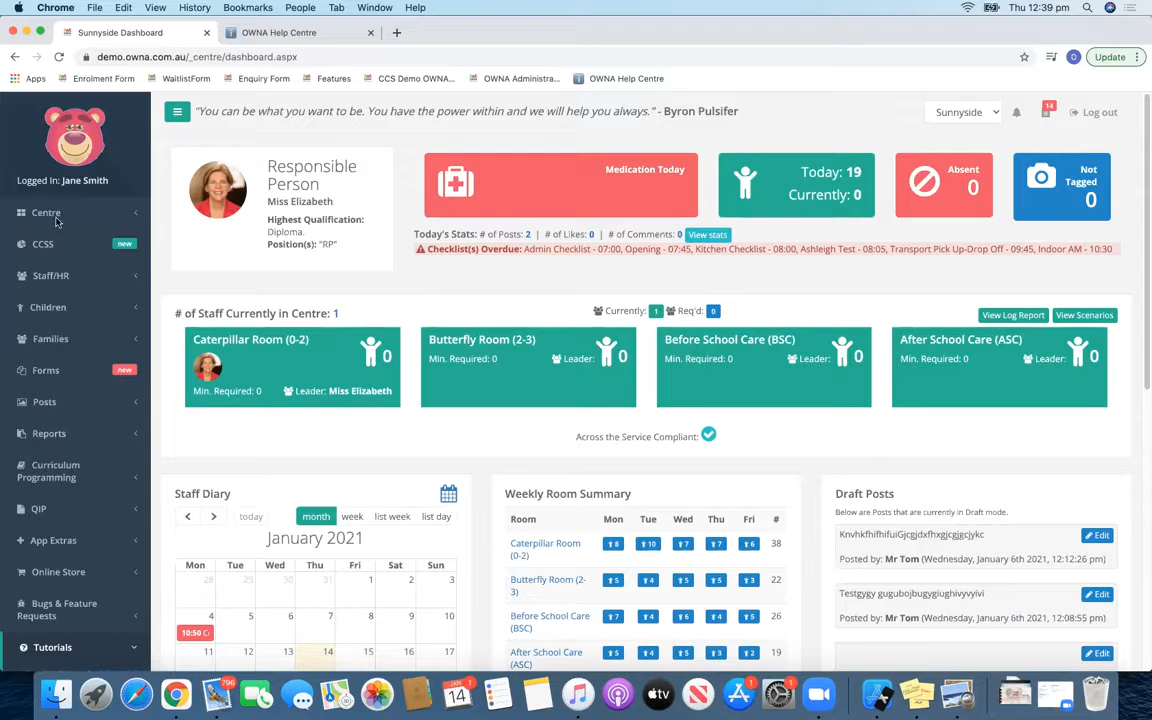 Chrome File Edit View History Bookmarks People Tab Window Help Thu 12:39 pm
Sunnyside Dashboard OWNA Help Centre
demo.owna.com.au/_centre/dashboard.aspx Update
Apps Enrolment Form WaitlistForm Enquiry Form Features CCS Demo OWNA... OWNA Administra... OWNA Help Centre
"You can be what you want to be. You have the power within and we will help you always." - Byron Pulsifer Sunnyside 14 Log out
Logged In: Jane Smith
Centre
CCSS new
Staff/HR
Children
Families
Forms new
Posts
Reports
Curriculum
Programming
QIP
App Extras
Online Store
Bugs & Feature
Requests
Tutorials
Responsible
Person
Miss Elizabeth
Highest Qualification:
Diploma.
Position(s): "RP"
Medication Today
Today: 19
Currently: 0
Absent
0
Not
Tagged
0
Today's Stats: # of Posts: 2 | # of Likes: 0 | # of Comments: 0 View stats
Checklist(s) Overdue: Admin Checklist - 07:00, Opening - 07:45, Kitchen Checklist - 08:00, Ashleigh Test - 08:05, Transport Pick Up-Drop Off - 09:45, Indoor AM - 10:30
# of Staff Currently in Centre: 1 Currently: 1 Req'd: 0 View Log Report View Scenarios
Caterpillar Room (0-2)
0
Min. Required: 0 Leader: Miss Elizabeth
Butterfly Room (2-3)
Min. Required: 0 Leader: 0
Before School Care (BSC)
Min. Required: 0 Leader: 0
After School Care (ASC)
Min. Required: 0 Leader: 0
Across the Service Compliant:
Staff Diary
today month week list week list day
January 2021
Mon Tue Wed Thu Fri Sat Sun
28 29 30 31 1 2 3
4 5 6 7 8 9 10
10:50 Ci
11 12 13 14 15 16 17
Weekly Room Summary
Room Mon Tue Wed Thu Fri #
Caterpillar Room
(0-2) 8 10 7 7 6 38
Butterfly Room (2-
3) 5 4 5 5 3 22
Before School Care
(BSC) 7 4 6 4 5 26
After School Care
(ASC) 5 4 5 3 2 19
Draft Posts
Below are Posts that are currently in Draft mode.
Knvhkfhifhifuigjcgjdxfhxgjcgjgcjykc Edit
Posted by: Mr Tom (Wednesday, January 6th 2021, 12:12:26 pm)
Testgygy gugubojbugygiughivyvyivi Edit
Posted by: Mr Tom (Wednesday, January 6th 2021, 12:08:55 pm)
Edit
796 14 1 1